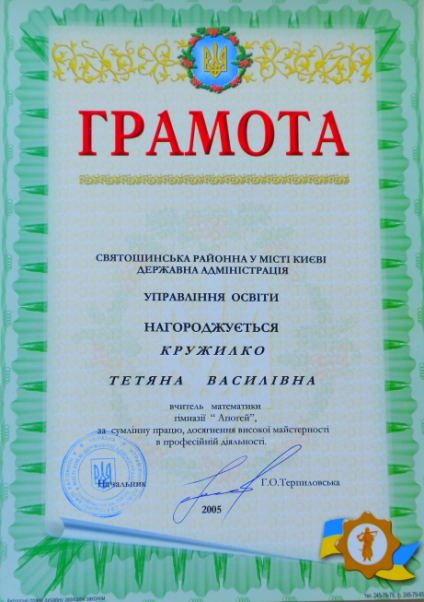 ГРАМОТА
СВЯТОШИНСЬКА РАЙОННА У МІСТІ КИЄВІ
ДЕРЖАВНА АДМІНІСТРАЦІЯ
УПРАВЛІННЯ ОСВІТИ
НАГОРОДЖУЄТЬСЯ
КРУЖИЛКО
ТЕТЯНА ВАСИЛІВНА
вчитель математики
гімназії “ Апогей”,
за сумлінну працю, досягнення високої майстерності
в професійній діяльності.
Начальник Г.О.Терпиловська
2005